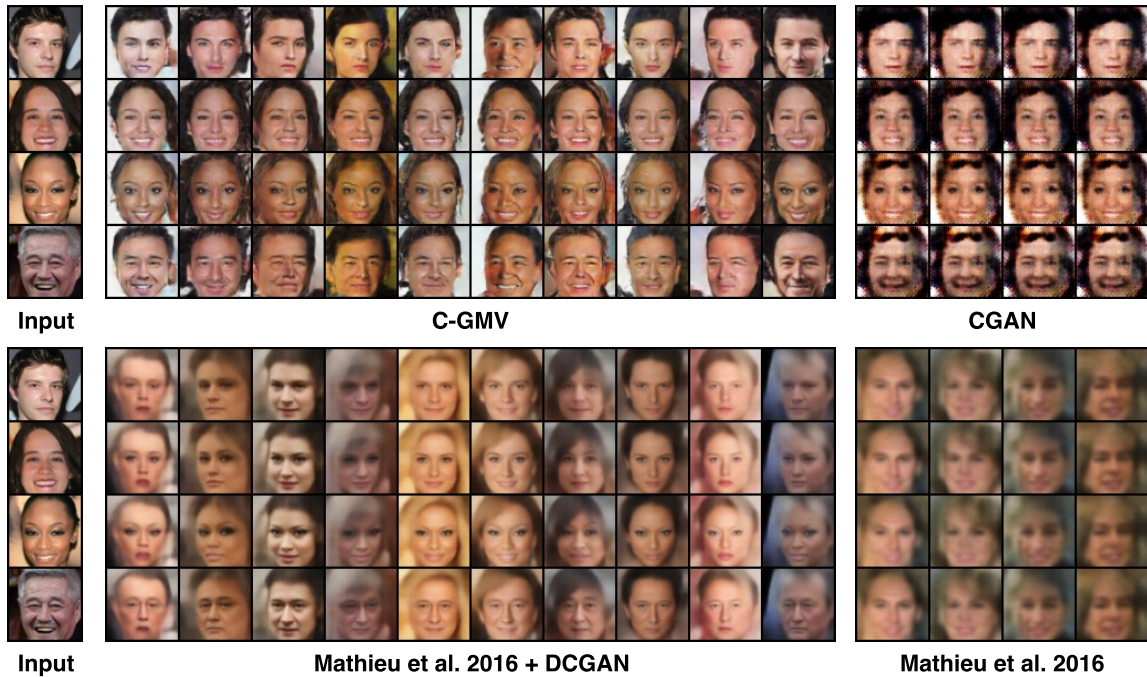 Input
C-GMV
CGAN
Input
Mathieu et al. 2016 + DCGAN
Mathieu et al. 2016